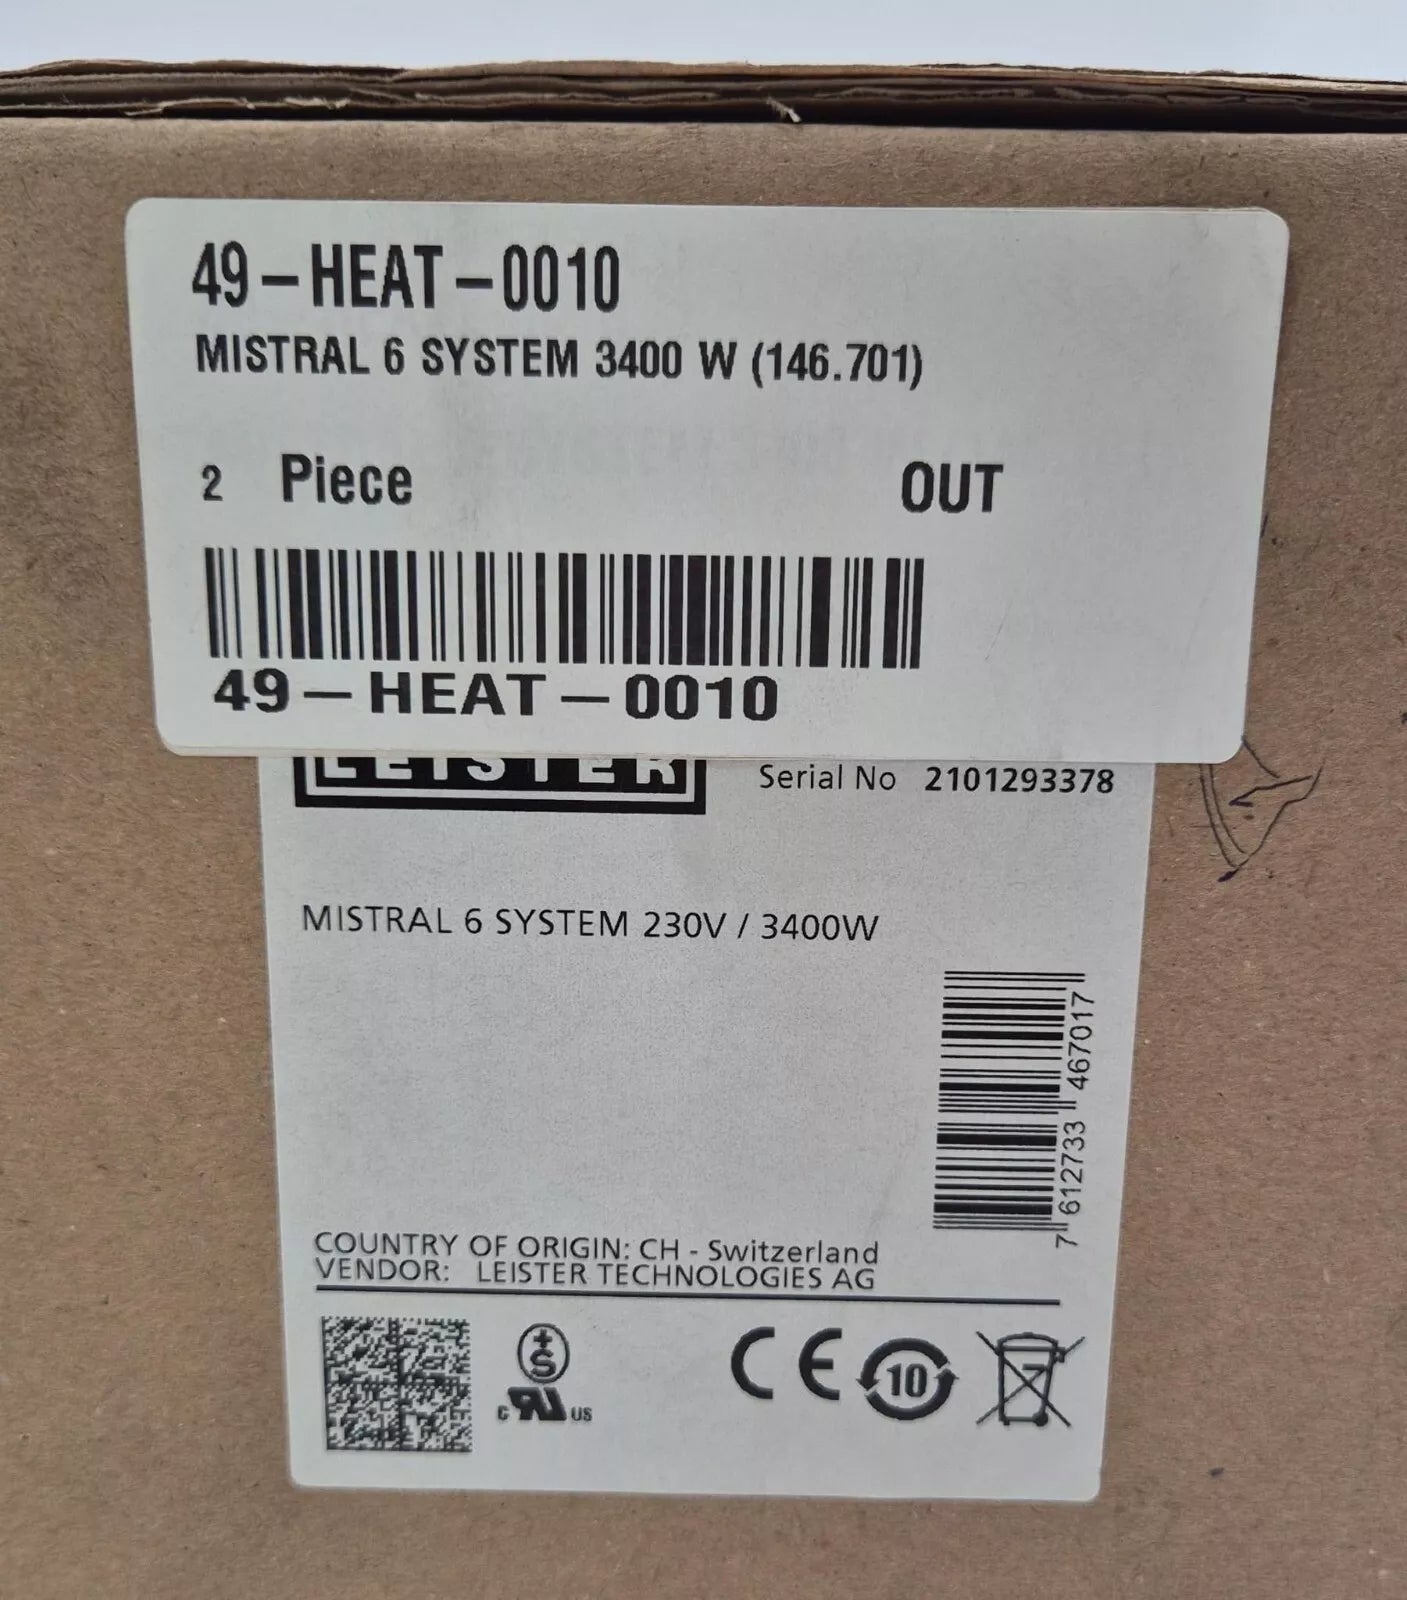 49-HEAT-0010
MISTRAL 6 SYSTEM 3400 W (146.701)
2 Piece OUT
49-HEAT-0010
LEISTER
Serial No 2101293378
MISTRAL 6 SYSTEM 230V / 3400W
7 612733 467017
COUNTRY OF ORIGIN: CH - Switzerland
VENDOR: LEISTER TECHNOLOGIES AG
+S
c RU US
CE 10